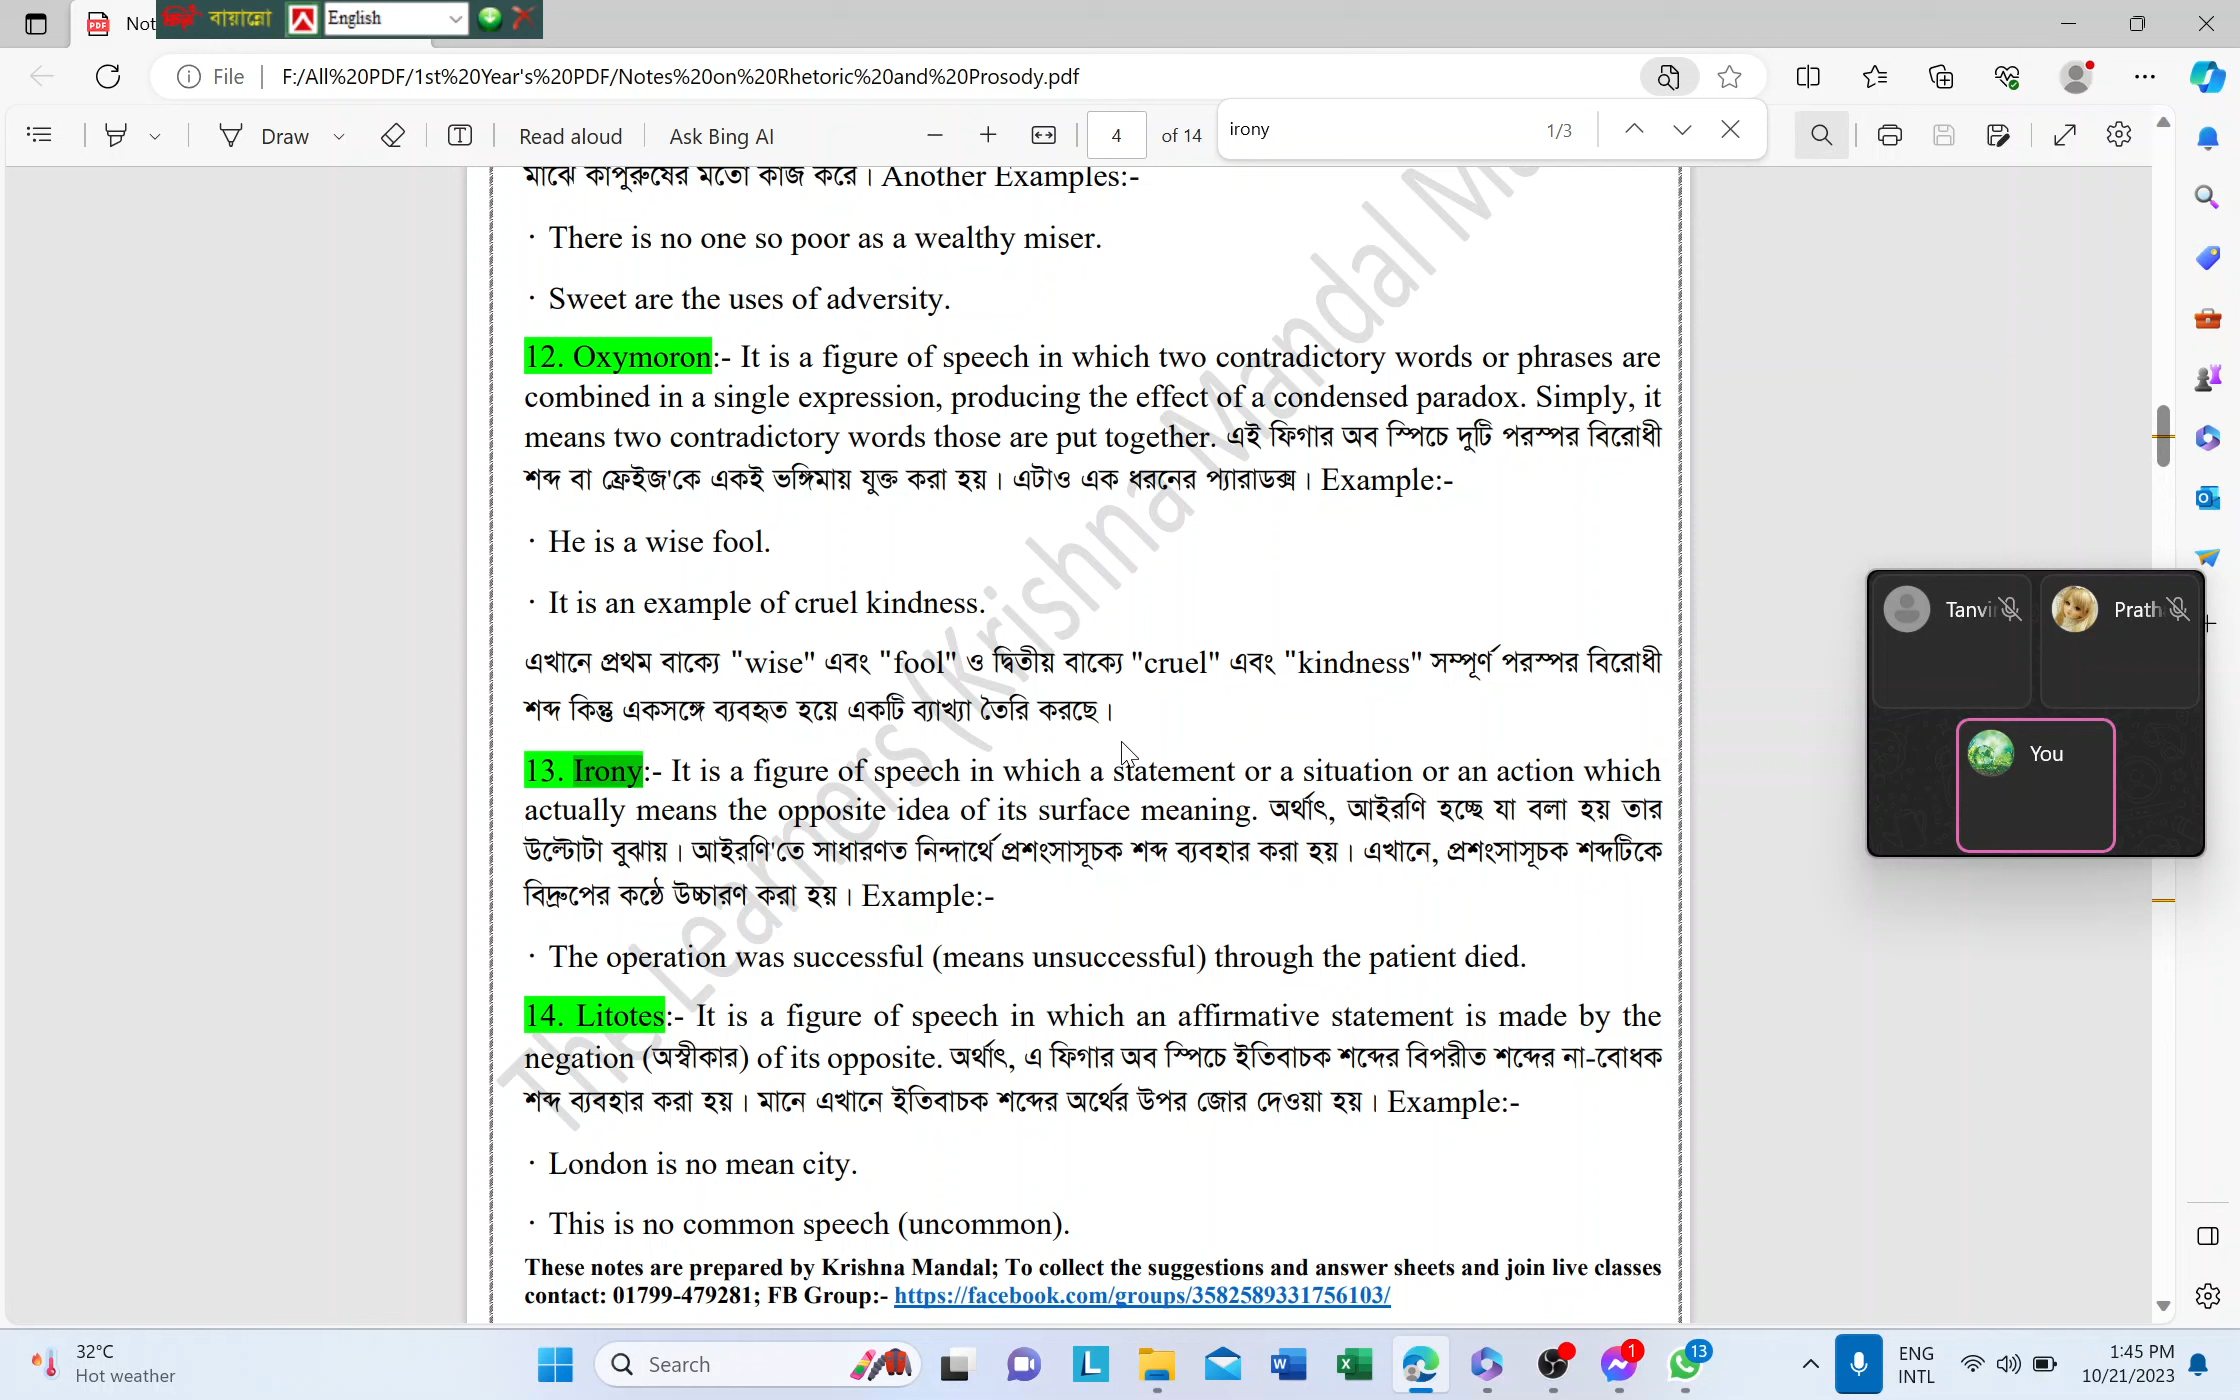 Not
বায়ান্নো
English
File
F:/All%20PDF/1st%20Year's%20PDF/Notes%20on%20Rhetoric%20and%20Prosody.pdf
Draw
Read aloud
Ask Bing AI
4
of 14
irony
1/3
মাঝে কাপুরুষের মতো কাজ করে। Another Examples:-
· There is no one so poor as a wealthy miser.
· Sweet are the uses of adversity.
12. Oxymoron:- It is a figure of speech in which two contradictory words or phrases are
combined in a single expression, producing the effect of a condensed paradox. Simply, it
means two contradictory words those are put together. এই ফিগার অব স্পিচে দুটি পরস্পর বিরোধী
শব্দ বা ফ্রেইজ'কে একই ভঙ্গিমায় যুক্ত করা হয়। এটাও এক ধরনের প্যারাডক্স। Example:-
· He is a wise fool.
· It is an example of cruel kindness.
এখানে প্রথম বাক্যে "wise" এবং "fool" ও দ্বিতীয় বাক্যে "cruel" এবং "kindness" সম্পূর্ণ পরস্পর বিরোধী
শব্দ কিন্তু একসঙ্গে ব্যবহৃত হয়ে একটি ব্যাখ্যা তৈরি করছে।
13. Irony:- It is a figure of speech in which a statement or a situation or an action which
actually means the opposite idea of its surface meaning. অর্থাৎ, আইরণি হচ্ছে যা বলা হয় তার
উল্টোটা বুঝায়। আইরণি'তে সাধারণত নিন্দার্থে প্রশংসাসূচক শব্দ ব্যবহার করা হয়। এখানে, প্রশংসাসূচক শব্দটিকে
বিদ্রুপের কন্ঠে উচ্চারণ করা হয়। Example:-
· The operation was successful (means unsuccessful) through the patient died.
14. Litotes:- It is a figure of speech in which an affirmative statement is made by the
negation (অস্বীকার) of its opposite. অর্থাৎ, এ ফিগার অব স্পিচে ইতিবাচক শব্দের বিপরীত শব্দের না-বোধক
শব্দ ব্যবহার করা হয়। মানে এখানে ইতিবাচক শব্দের অর্থের উপর জোর দেওয়া হয়। Example:-
· London is no mean city.
· This is no common speech (uncommon).
These notes are prepared by Krishna Mandal; To collect the suggestions and answer sheets and join live classes
contact: 01799-479281; FB Group:- https://facebook.com/groups/3582589331756103/
The Learners (Krishna Mandal
Tanvi
Prath
You
32°C
Hot weather
Search
1
13
ENG
INTL
1:45 PM
10/21/2023